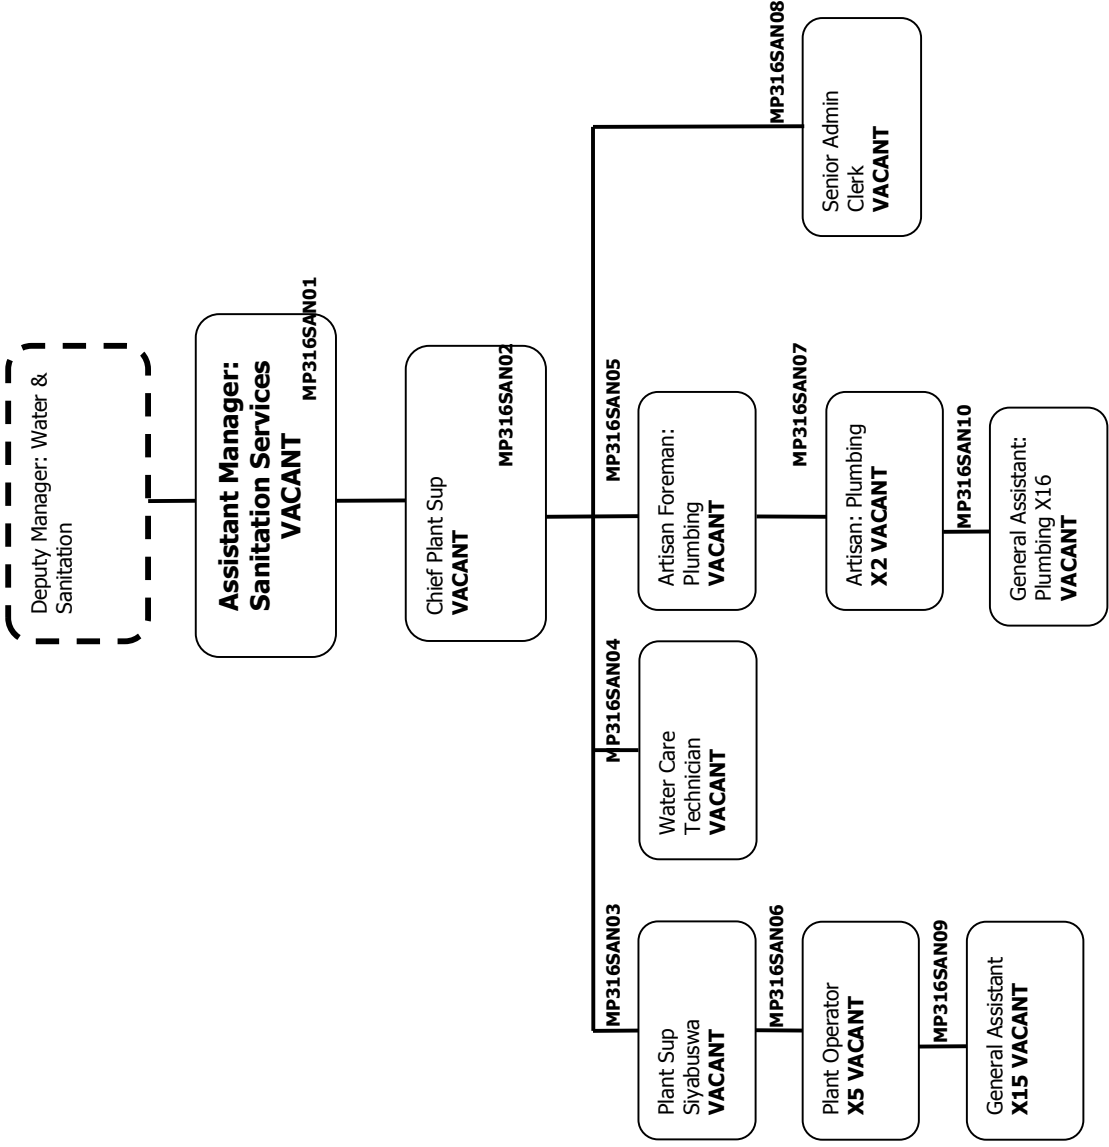 Deputy Manager: Water &
Sanitation
MP316SAN01
Assistant Manager:
Sanitation Services
VACANT
MP316SAN02
Chief Plant Sup
VACANT
MP316SAN03
Plant Sup
Siyabuswa
VACANT
MP316SAN04
Water Care
Technician
VACANT
MP316SAN05
Artisan Foreman:
Plumbing
VACANT
MP316SAN08
Senior Admin
Clerk
VACANT
MP316SAN06
Plant Operator
X5 VACANT
MP316SAN07
Artisan: Plumbing
X2 VACANT
MP316SAN09
General Assistant
X15 VACANT
MP316SAN10
General Assistant:
Plumbing X16
VACANT